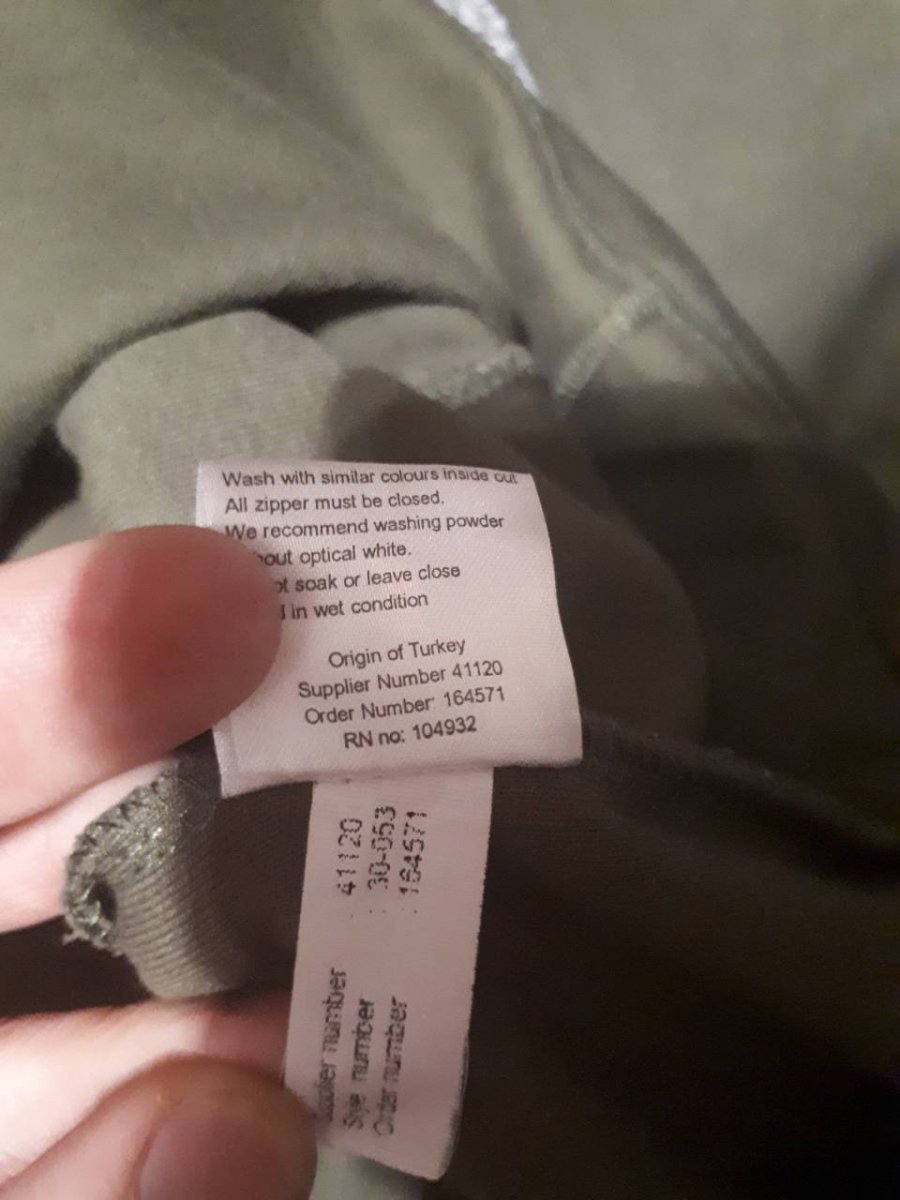 Wash with similar colours inside out
All zipper must be closed.
We recommend washing powder
out optical white.
ot soak or leave close
in wet condition
Origin of Turkey
Supplier Number 41120
Order Number: 164571
RN no: 104932
number : 41120
Style number : 30-053
Order number : 164571